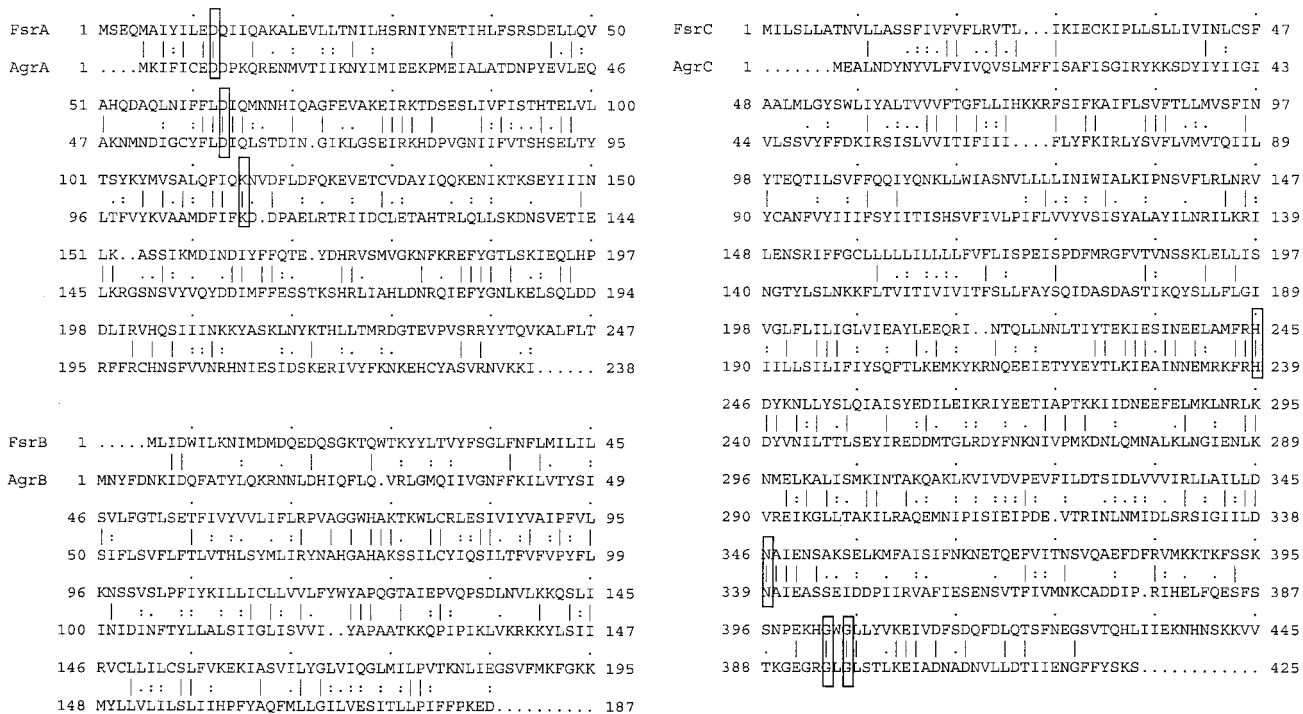 FsrA 1 MSEQMAIYILEDQIIQAKALEVLLTNILHSRNIYNETIHLFSRSDELLQV 50
AgrA 1 ....MKIFICEDDPKQRENMVTIIKNYIMIEEKPMEIALATDNPYEVLEQ 46
51 AHQDAQLNIFFLDIQMNNHIQAGFEVAKEIRKTDSESLIVFISTHTELVL 100
47 AKNMNDIGCYFLDIQLSTDIN.GIKLGSEIRKHDPVGNIIFVTSHSELTY 95
101 TSYKYMVSALQFIQKNVDFLDFQKEVETCVDAYIQQKENIKTKSEYIIIN 150
96 LTFVYKVAAMDFIFKD.DPAELRTRIIDCLETAHTRLQLLSKDNSVETIE 144
151 LK..ASSIKMDINDIYFFQTE.YDHRVSMVGKNFKREFYGTLSKIEQLHP 197
145 LKRGSNSVYVQYDDIMFFESSTKSHRLIAHLDNRQIEFYGNLKELSQLDD 194
198 DLIRVHQSIIINKKYASKLNYKTHLLTMRDGTEVPVSRRYYTQVKALFLT 247
195 RFFRCHNSFVVNRHNIESIDSKERIVYFKNKEHCYASVRNVKKI...... 238
FsrB 1 .....MLIDWILKNIMDMDQEDQSGKTQWTKYYLTVYFSGLFNFLMILIL 45
AgrB 1 MNYFDNKIDQFATYLQKRNNLDHIQFLQ.VRLGMQIIVGNFFKILVTYSI 49
46 SVLFGTLSETFIVYVVLIFLRPVAGGWHAKTKWLCRLESIVIYVAIPFVL 95
50 SIFLSVFLFTLVTHLSYMLIRYNAHGAHAKSSILCYIQSILTFVFVPYFL 99
96 KNSSVSLPFIYKILLICLLVVLFYWYAPQGTAIEPVQPSDLNVLKKQSLI 145
100 INIDINFTYLLALSIIGLISVVI..YAPAATKKQPIPIKLVKRKKYLSII 147
146 RVCLLILCSLFVKEKIASVILYGLVIQGLMILPVTKNLIEGSVFMKFGKK 195
148 MYLLVLILSLIIHPFYAQFMLLGILVESITLLPIFFPKED.......... 187
FsrC 1 MILSLLATNVLLASSFIVFVFLRVTL...IKIECKIPLLSLLIVINLCSF 47
AgrC 1 .......MEALNDYNYVLFVIVQVSLMFFISAFISGIRYKKSDYIYIIGI 43
48 AALMLGYSWLIYALTVVVFTGFLLIHKKRFSIFKAIFLSVFTLLMVSFIN 97
44 VLSSVYFFDKIRSISLVVITIFIII....FLYFKIRLYSVFLVMVTQIIL 89
98 YTEQTILSVFFQQIYQNKLLWIASNVLLLLINIWIALKIPNSVFLRLNRV 147
90 YCANFVYIIIFSYIITISHSVFIVLPIFLVVYVSISYALAYILNRILKRI 139
148 LENSRIFFGCLLLLLILLLLFVFLISPEISPDFMRGFVTVNSSKLELLIS 197
140 NGTYLSLNKKFLTVITIVIVITFSLLFAYSQIDASDASTIKQYSLLFLGI 189
198 VGLFLILIGLVIEAYLEEQRI..NTQLLNNLTIYTEKIESINEELAMFRH 245
190 IILLSILIFIYSQFTLKEMKYKRNQEEIETYYEYTLKIEAINNEMRKFRH 239
246 DYKNLLYSLQIAISYEDILEIKRIYEETIAPTKKIIDNEEFELMKLNRLK 295
240 DYVNILTTLSEYIREDDMTGLRDYFNKNIVPMKDNLQMNALKLNGIENLK 289
296 NMELKALISMKINTAKQAKLKVIVDVPEVFILDTSIDLVVVIRLLAILLD 345
290 VREIKGLLTAKILRAQEMNIPISIEIPDE.VTRINLNMIDLSRSIGIILD 338
346 NAIENSAKSELKMFAISIFNKNETQEFVITNSVQAEFDFRVMKKTKFSSK 395
339 NAIEASSEIDDPIIRVAFIESENSVTFIVMNKCADDIP.RIHELFQESFS 387
396 SNPEKHGWGLLYVKEIVDFSDQFDLQTSFNEGSVTQHLIIEKNHNSKKVV 445
388 TKGEGRGLGLSTLKEIADNADNVLLDTIIENGFFYSKS............ 425